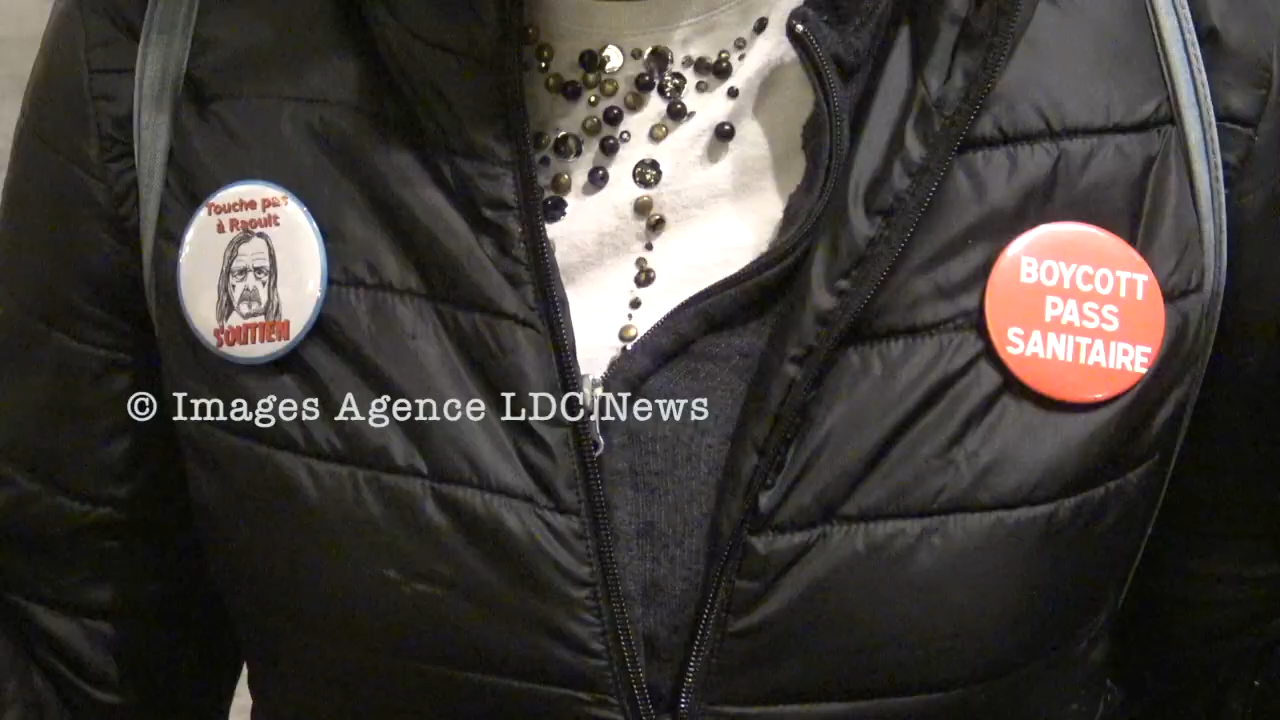 Touche pas
à Raoult
SOUTIEN
BOYCOTT
PASS
SANITAIRE
© Images Agence LDC News